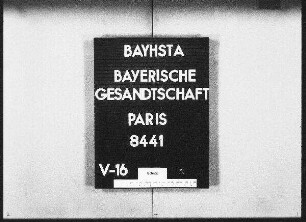 BAYHSTA
BAYERISCHE
GESANDTSCHAFT
PARIS
8441
V-16